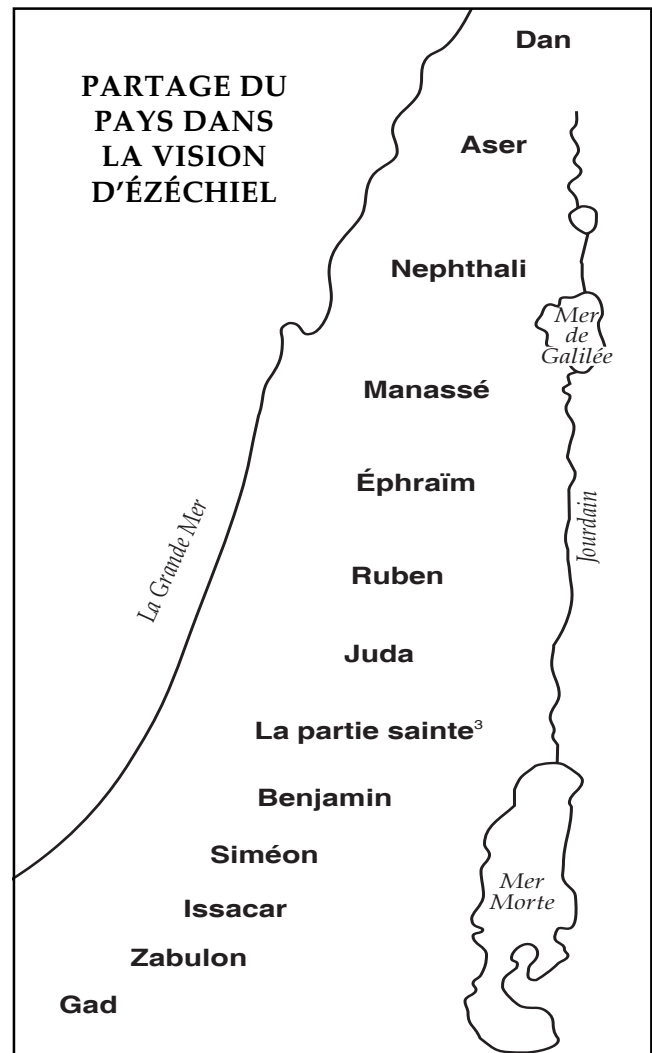 PARTAGE DU
PAYS DANS
LA VISION
D'ÉZÉCHIEL
Dan
Aser
Nephthali
Mer
de
Galilée
Manassé
Éphraïm
La Grande Mer
Jourdain
Ruben
Juda
La partie sainte³
Benjamin
Siméon
Mer
Morte
Issacar
Zabulon
Gad